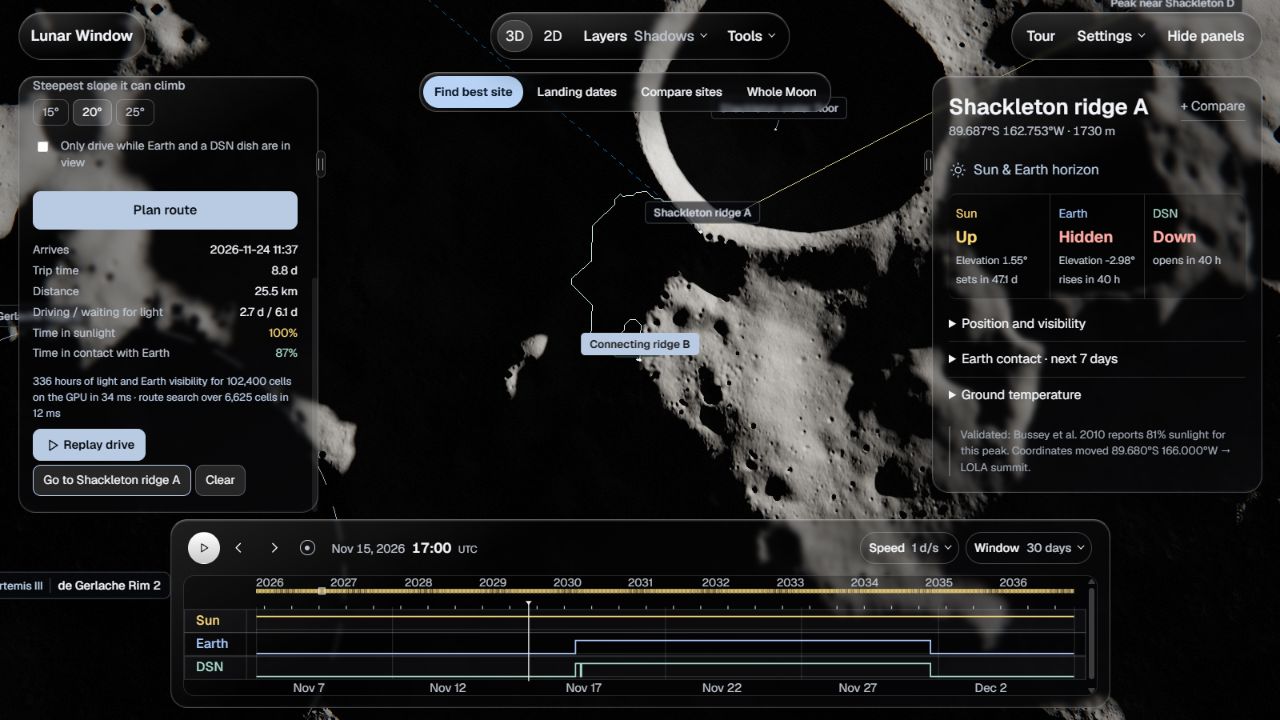 Peak near Shackleton D
Lunar Window
3D 2D Layers Shadows Tools
Tour Settings Hide panels
Find best site Landing dates Compare sites Whole Moon
Steepest slope it can climb
15° 20° 25°
Only drive while Earth and a DSN dish are in
view
Plan route
Arrives 2026-11-24 11:37
Trip time 8.8 d
Distance 25.5 km
Driving / waiting for light 2.7 d / 6.1 d
Time in sunlight 100%
Time in contact with Earth 87%
336 hours of light and Earth visibility for 102,400 cells
on the GPU in 34 ms · route search over 6,625 cells in
12 ms
Replay drive
Go to Shackleton ridge A Clear
Shackleton ridge A
Connecting ridge B
Shackleton ridge A + Compare
89.687°S 162.753°W · 1730 m
Sun & Earth horizon
Sun Earth DSN
Up Hidden Down
Elevation 1.55° Elevation -2.98° opens in 40 h
sets in 47.1 d rises in 40 h
Position and visibility
Earth contact · next 7 days
Ground temperature
Validated: Bussey et al. 2010 reports 81% sunlight for
this peak. Coordinates moved 89.680°S 166.000°W →
LOLA summit.
rtemis III de Gerlache Rim 2
Nov 15, 2026 17:00 UTC Speed 1 d/s Window 30 days
2026 2027 2028 2029 2030 2031 2032 2033 2034 2035 2036
Sun
Earth
DSN
Nov 7 Nov 12 Nov 17 Nov 22 Nov 27 Dec 2